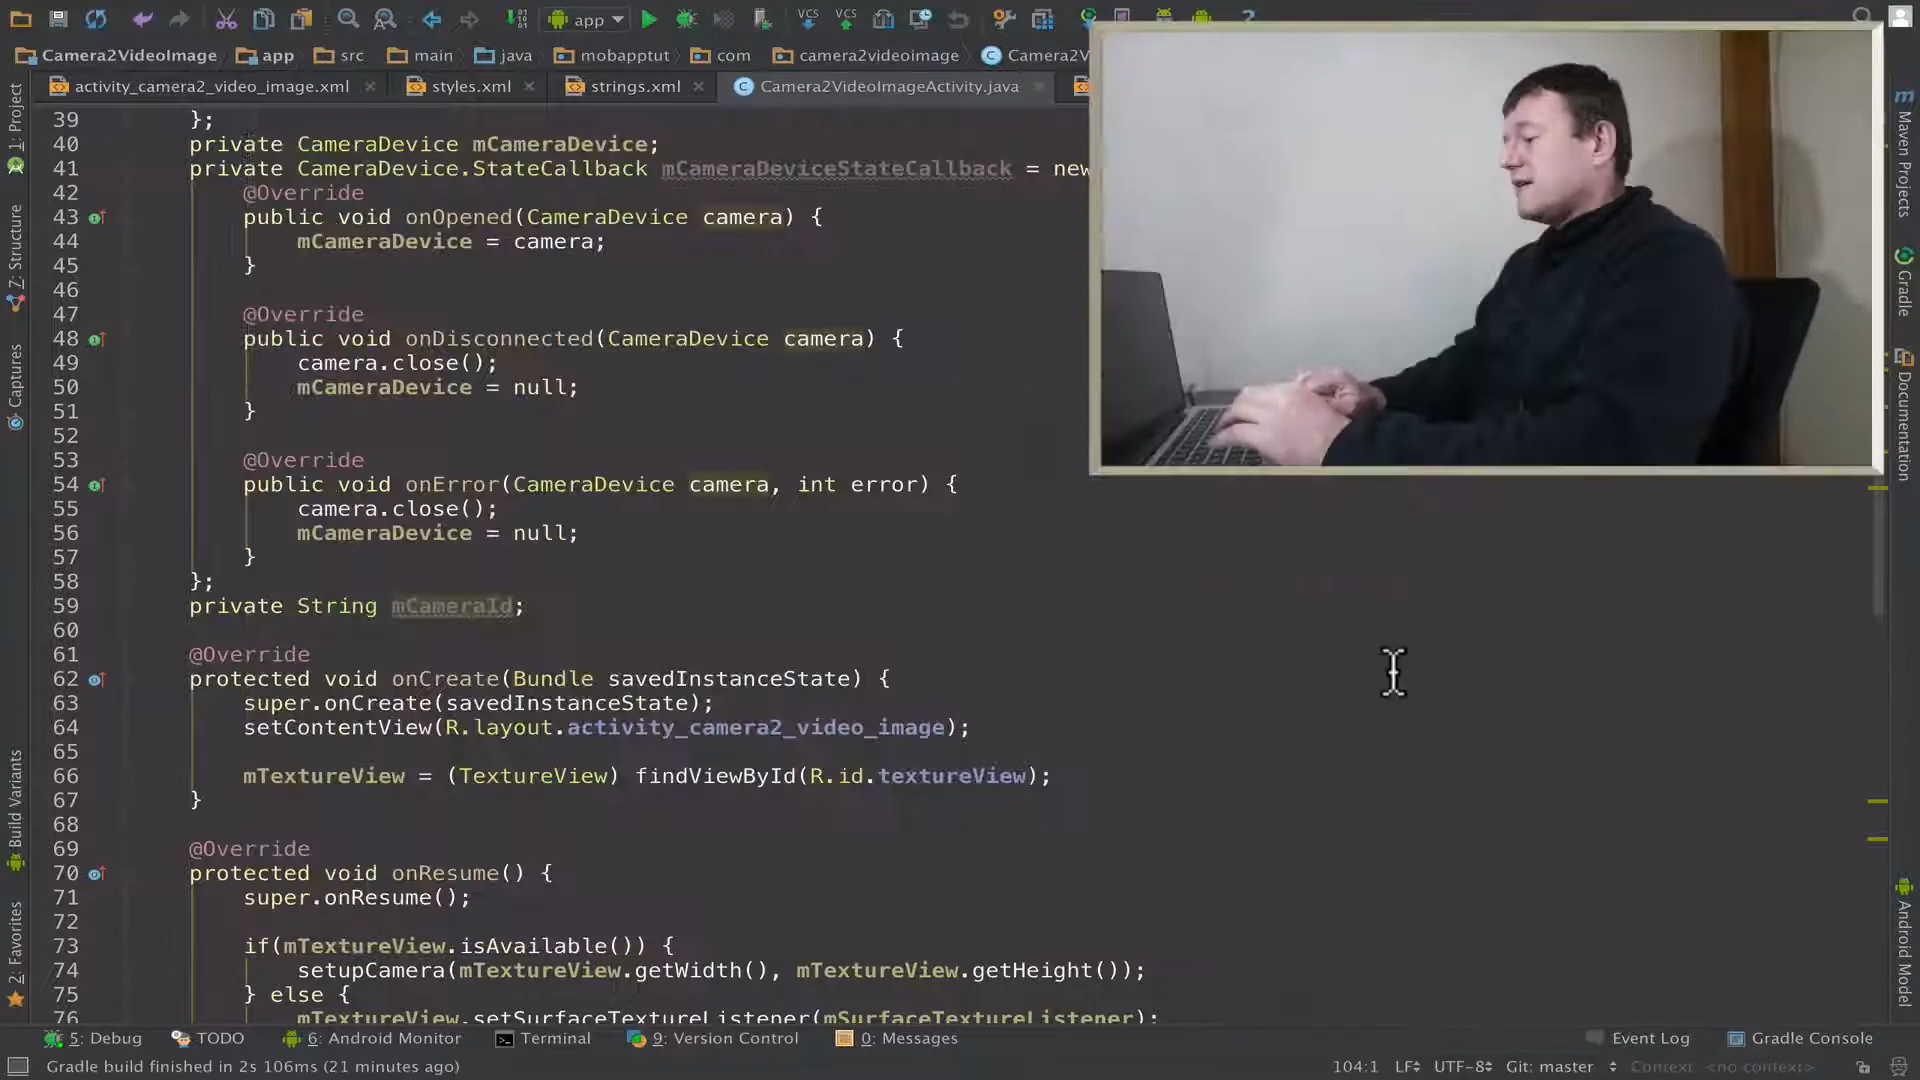 app
Camera2VideoImage app src main java mobapptut com camera2videoimage Camera2V
activity_camera2_video_image.xml styles.xml strings.xml Camera2VideoImageActivity.java
39 };
40 private CameraDevice mCameraDevice;
41 private CameraDevice.StateCallback mCameraDeviceStateCallback = new
42 @Override
43 public void onOpened(CameraDevice camera) {
44 mCameraDevice = camera;
45 }
46
47 @Override
48 public void onDisconnected(CameraDevice camera) {
49 camera.close();
50 mCameraDevice = null;
51 }
52
53 @Override
54 public void onError(CameraDevice camera, int error) {
55 camera.close();
56 mCameraDevice = null;
57 }
58 };
59 private String mCameraId;
60
61 @Override
62 protected void onCreate(Bundle savedInstanceState) {
63 super.onCreate(savedInstanceState);
64 setContentView(R.layout.activity_camera2_video_image);
65
66 mTextureView = (TextureView) findViewById(R.id.textureView);
67 }
68
69 @Override
70 protected void onResume() {
71 super.onResume();
72
73 if(mTextureView.isAvailable()) {
74 setupCamera(mTextureView.getWidth(), mTextureView.getHeight());
75 } else {
76 mTextureView.setSurfaceTextureListener(mSurfaceTextureListener);
1: Project
7: Structure
Captures
Build Variants
2: Favorites
Maven Projects
Gradle
Documentation
Android Model
5: Debug TODO 6: Android Monitor Terminal 9: Version Control 0: Messages Event Log Gradle Console
Gradle build finished in 2s 106ms (21 minutes ago) 104:1 LF UTF-8 Git: master Context: <no context>